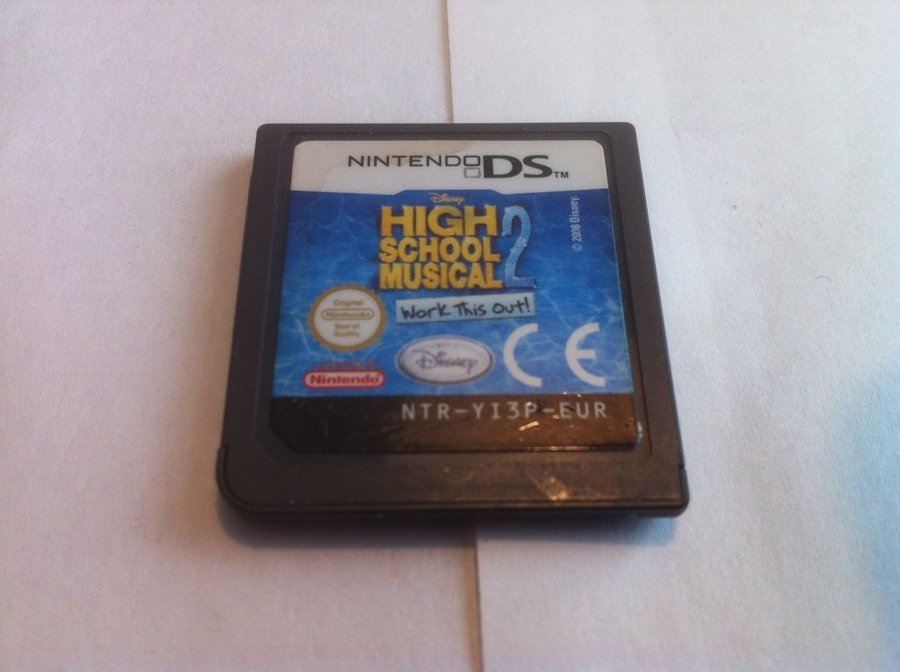 NINTENDO DS™
Disney
HIGH
SCHOOL
MUSICAL 2
WORK THIS OUT!
© 2008 Disney.
Original
Nintendo
Seal of
Quality
Nintendo
Disney
CE
NTR-YI3P-EUR